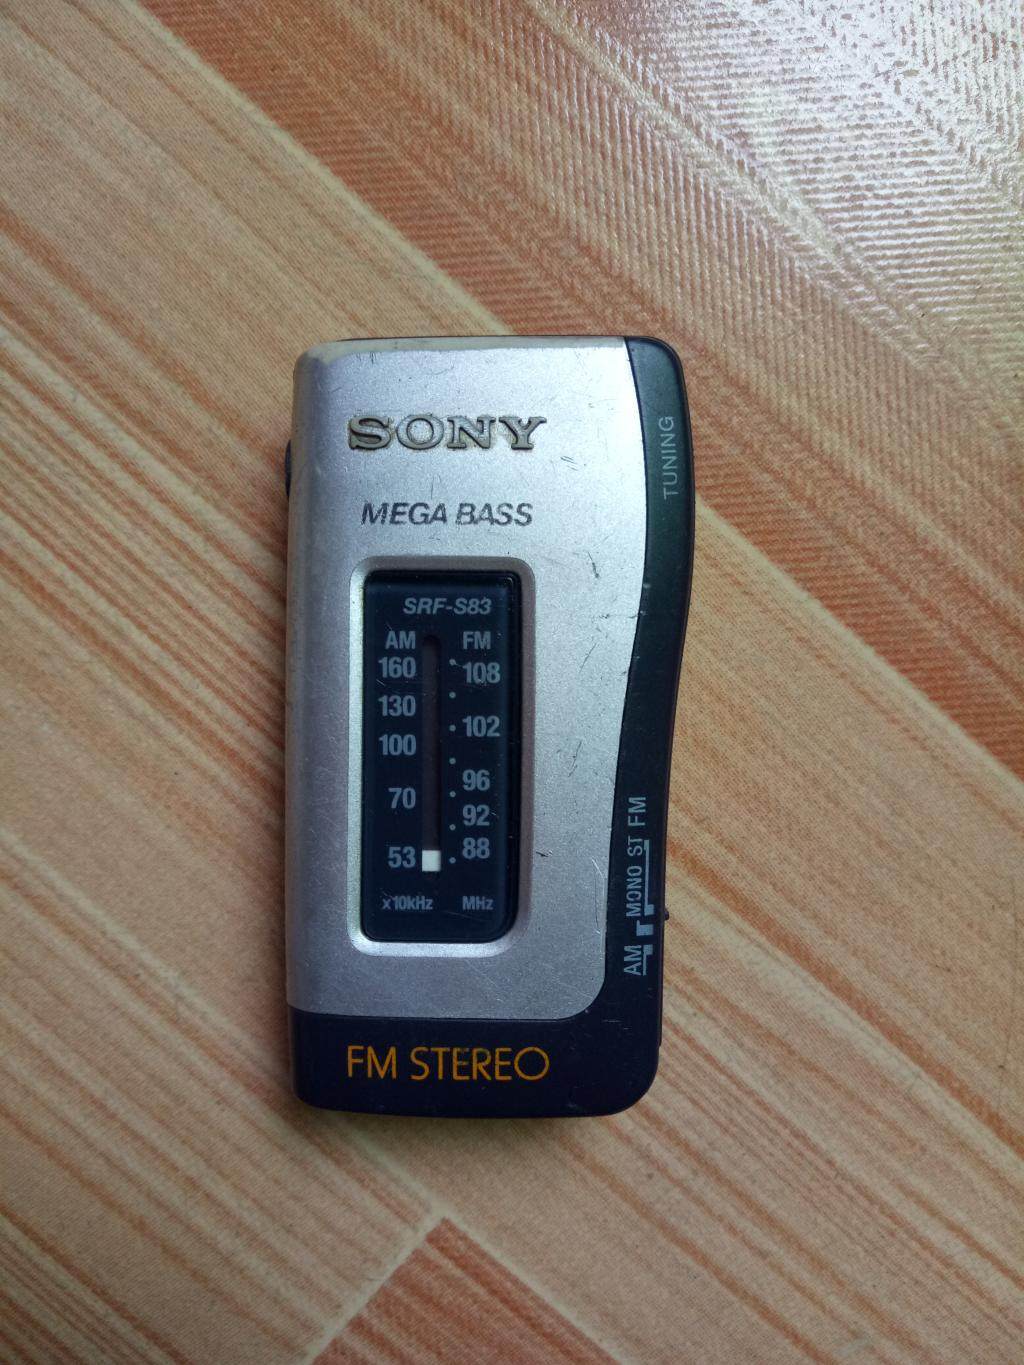 SONY
MEGA BASS
SRF-S83
AM FM
160 108
130
102
100
96
70
92
53 88
x10kHz MHz
FM STEREO
TUNING
AM MONO ST FM